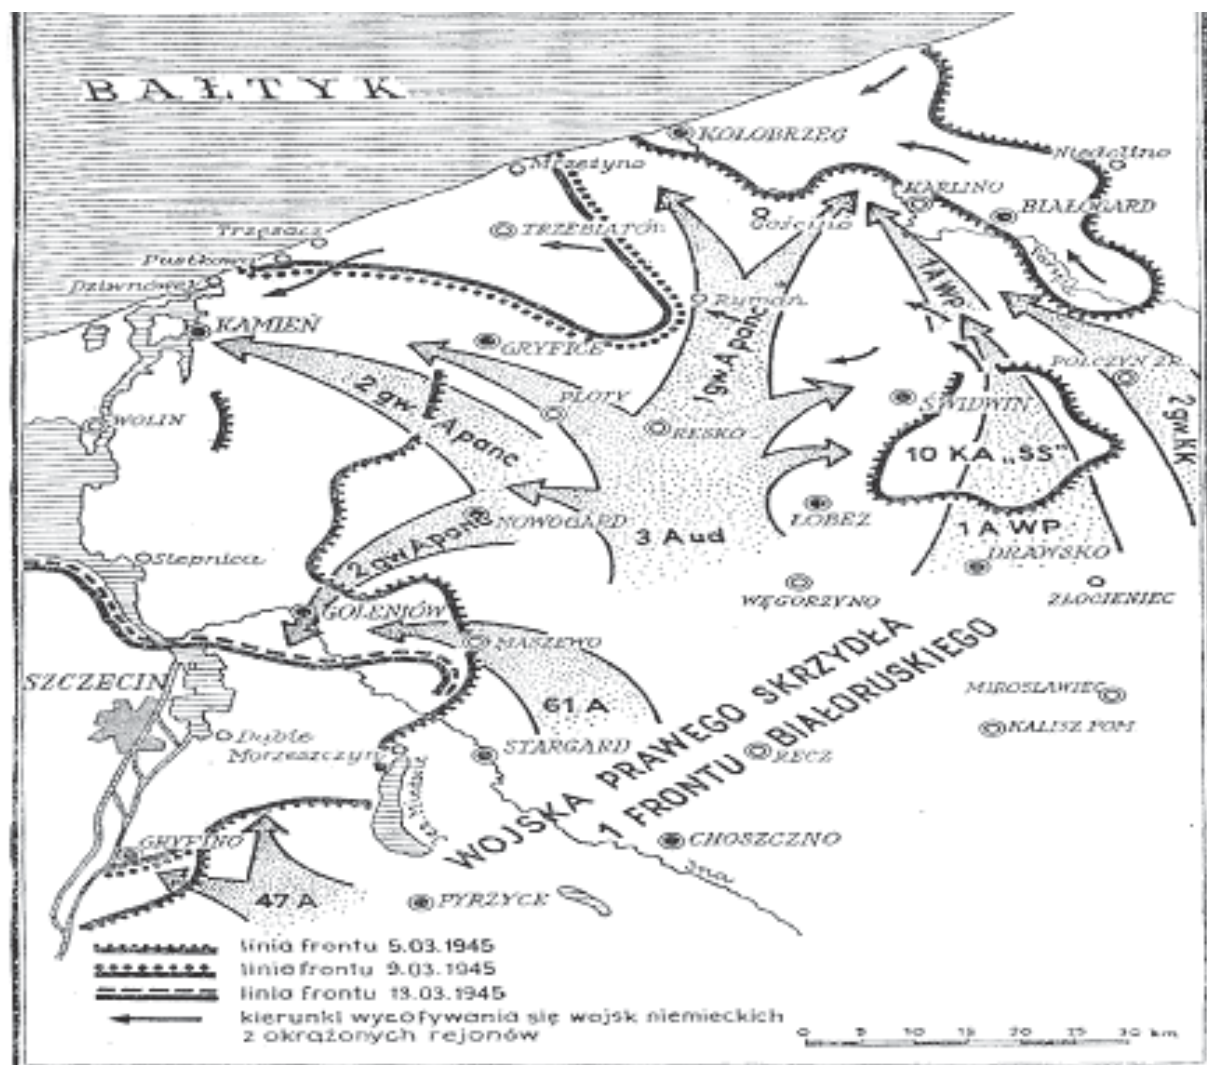 BAŁTYK
KOŁOBRZEG
Mrzeżyno
Niedalino
KARLINO
BIAŁOGARD
Gościno
TRZEBIATÓW
Trzęsacz
Pustkowo
Dziwnówek
KAMIEŃ
Rymań
1 A WP
1 gw A panc
GRYFICE
POŁCZYN ZR.
2 gw A panc
PŁOTY
ŚWIDWIN
2 gw. KK
WOLIN
RESKO
10 KA „SS"
NOWOGARD
ŁOBEZ
2 gw A panc
3 A ud
1 A WP
DRAWSKO
Stepnica
WĘGORZYNO
ZŁOCIENIEC
GOLENIÓW
MASZEWO
SZCZECIN
61 A
MIROSŁAWIEC
KALISZ POM.
Dąbie
Morzeszczyn
STARGARD
RECZ
WOJSKA PRAWEGO SKRZYDŁA
1 FRONTU BIAŁORUSKIEGO
Jez. Miedwie
GRYFINO
CHOSZCZNO
Ina
47 A
PYRZYCE
linia frontu 5.03.1945
linia frontu 9.03.1945
linia frontu 13.03.1945
kierunki wycofywania się wojsk niemieckich
z okrążonych rejonów
0 5 10 15 20 25 30 km